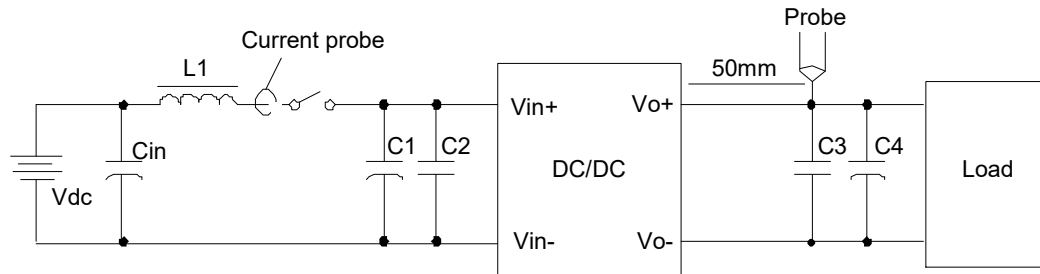 Probe
Current probe
L1
50mm
Vin+
Vo+
Cin
C1
C2
C3
C4
DC/DC
Load
Vdc
Vin-
Vo-